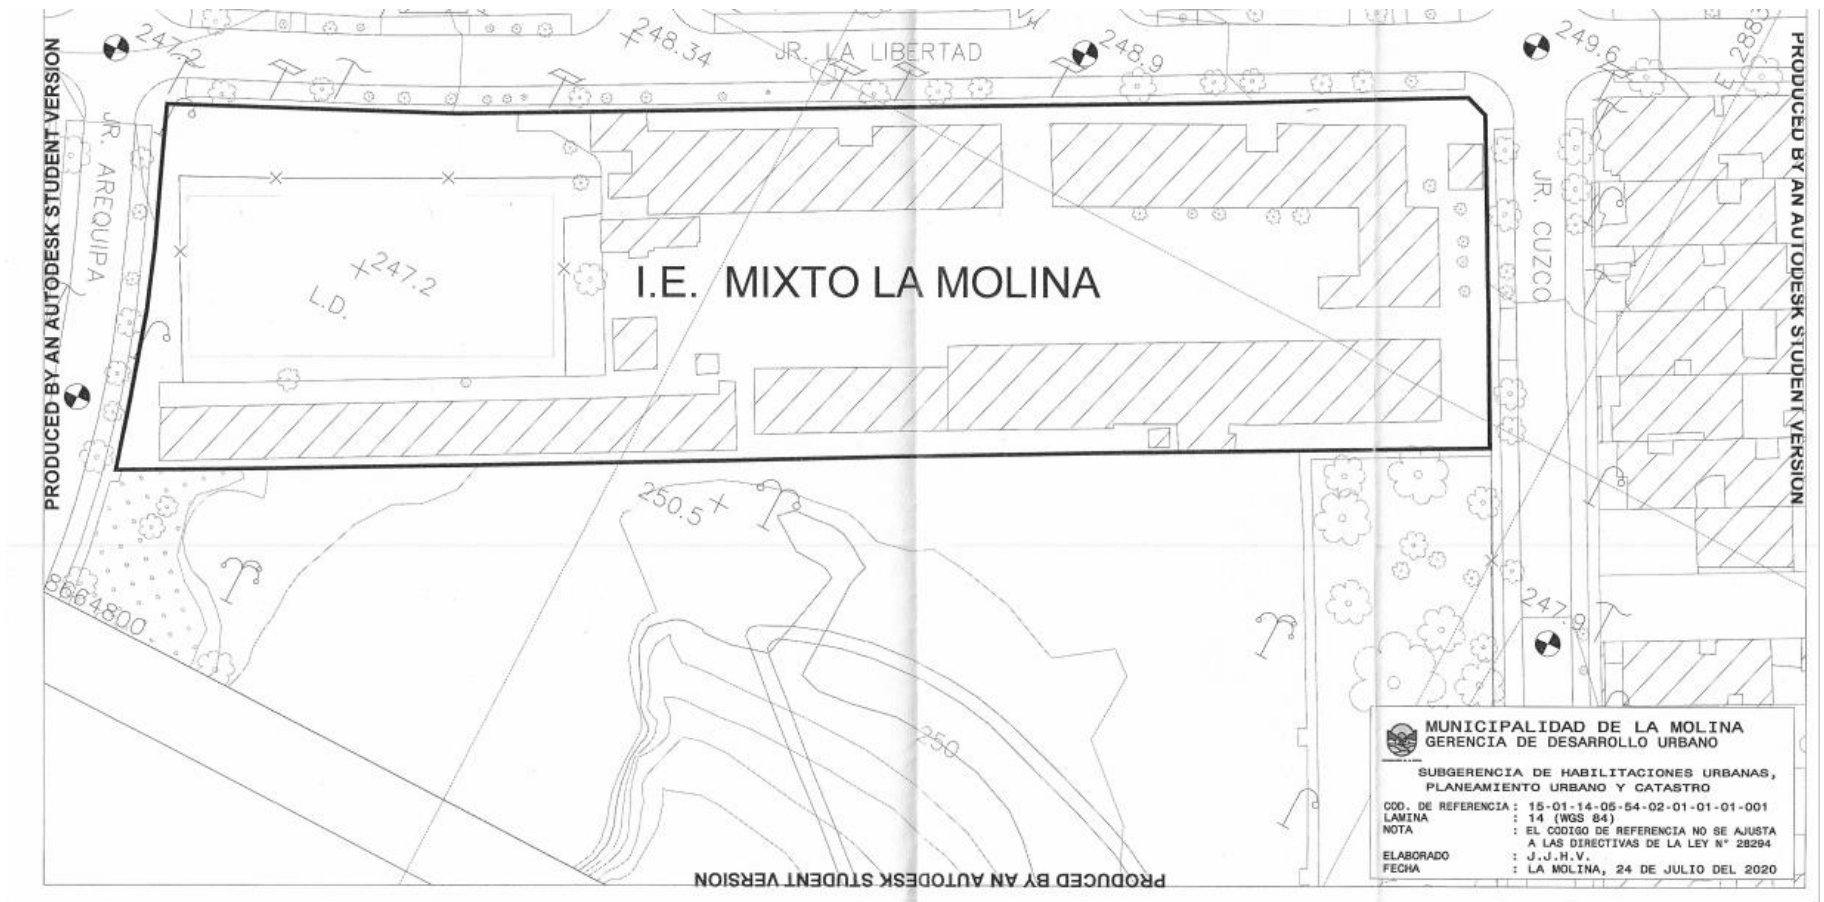 247.2
248.34
JR. LA LIBERTAD
248.9
249.6
E 288
PRODUCED BY AN AUTODESK STUDENT VERSION
PRODUCED BY AN AUTODESK STUDENT VERSION
JR. AREQUIPA
JR. CUZCO
247.2
L.D.
I.E. MIXTO LA MOLINA
250.5
8664800
247.9
250
MUNICIPALIDAD DE LA MOLINA
GERENCIA DE DESARROLLO URBANO
SUBGERENCIA DE HABILITACIONES URBANAS,
PLANEAMIENTO URBANO Y CATASTRO
COD. DE REFERENCIA : 15-01-14-05-54-02-01-01-01-001
LAMINA : 14 (WGS 84)
NOTA : EL CODIGO DE REFERENCIA NO SE AJUSTA
A LAS DIRECTIVAS DE LA LEY N° 28294
ELABORADO : J.J.H.V.
FECHA : LA MOLINA, 24 DE JULIO DEL 2020
PRODUCED BY AN AUTODESK STUDENT VERSION